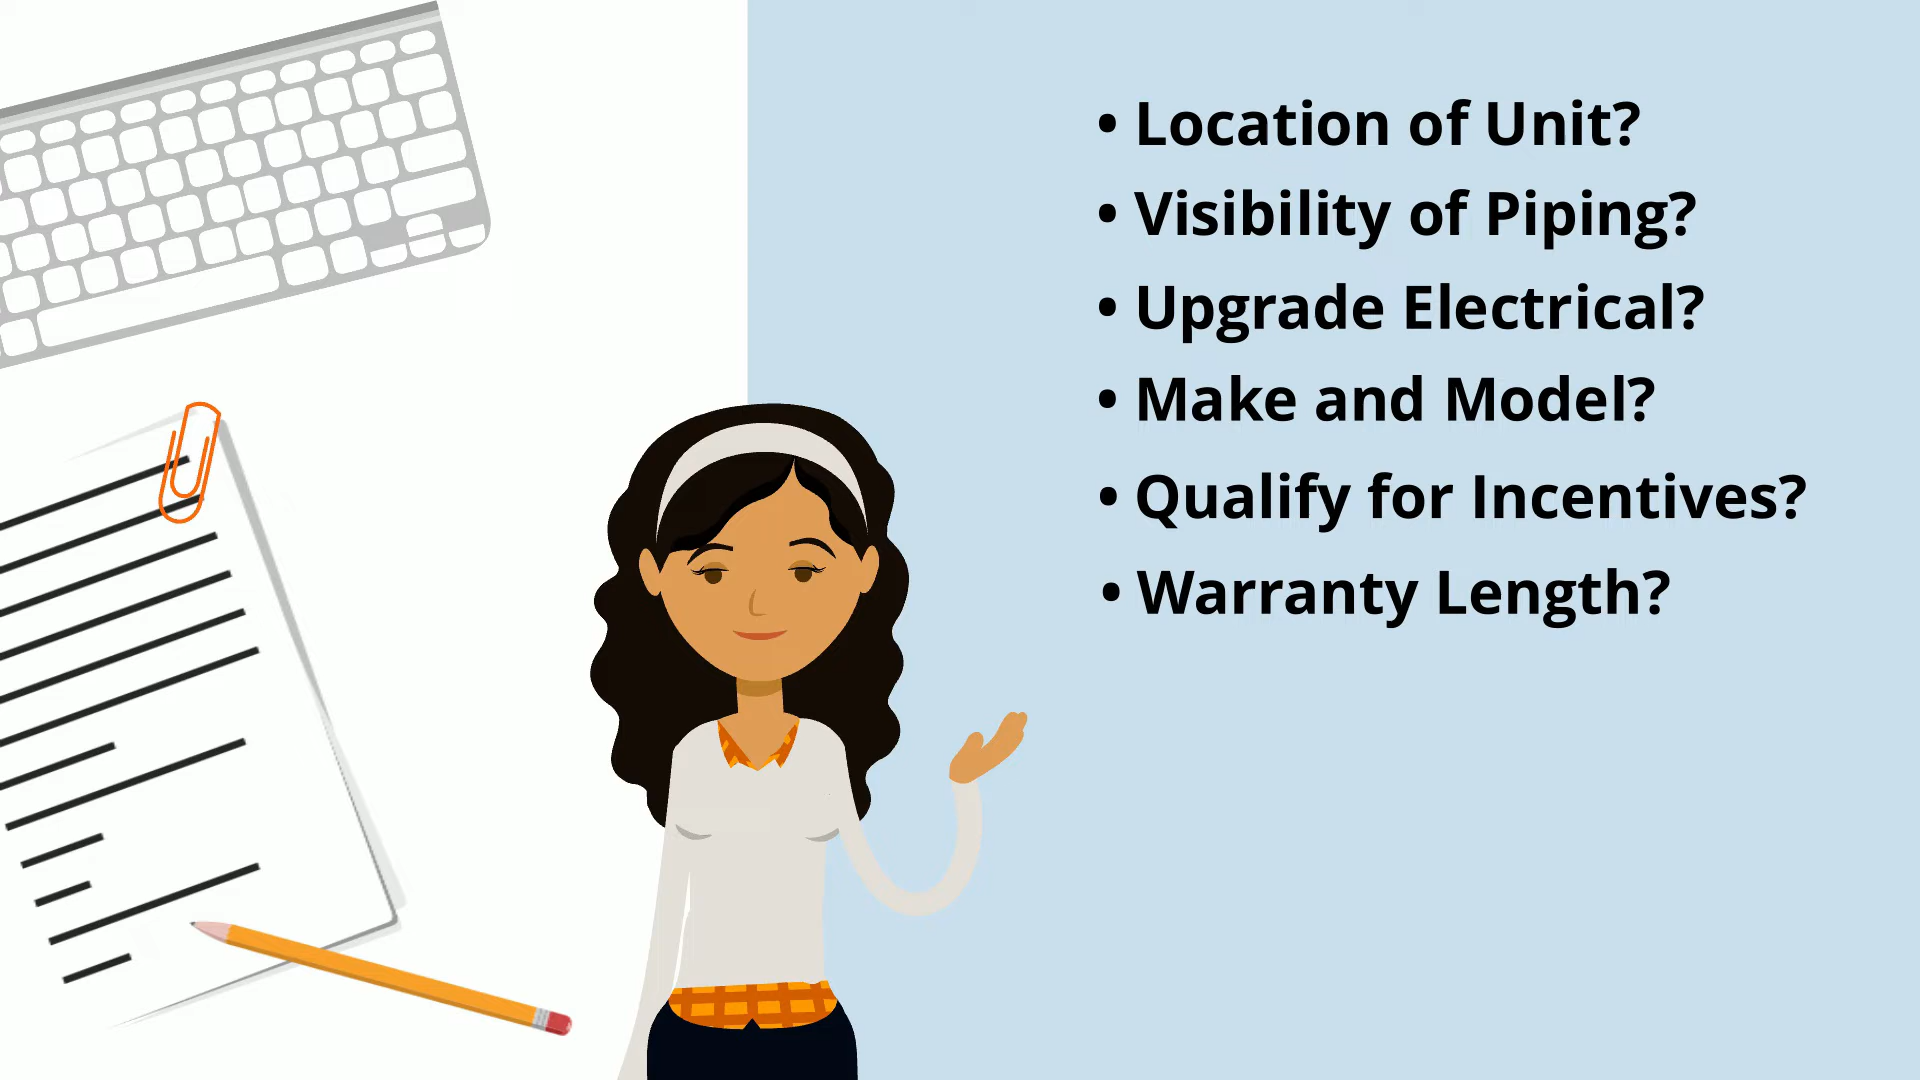 • Location of Unit?
• Visibility of Piping?
• Upgrade Electrical?
• Make and Model?
• Qualify for Incentives?
• Warranty Length?